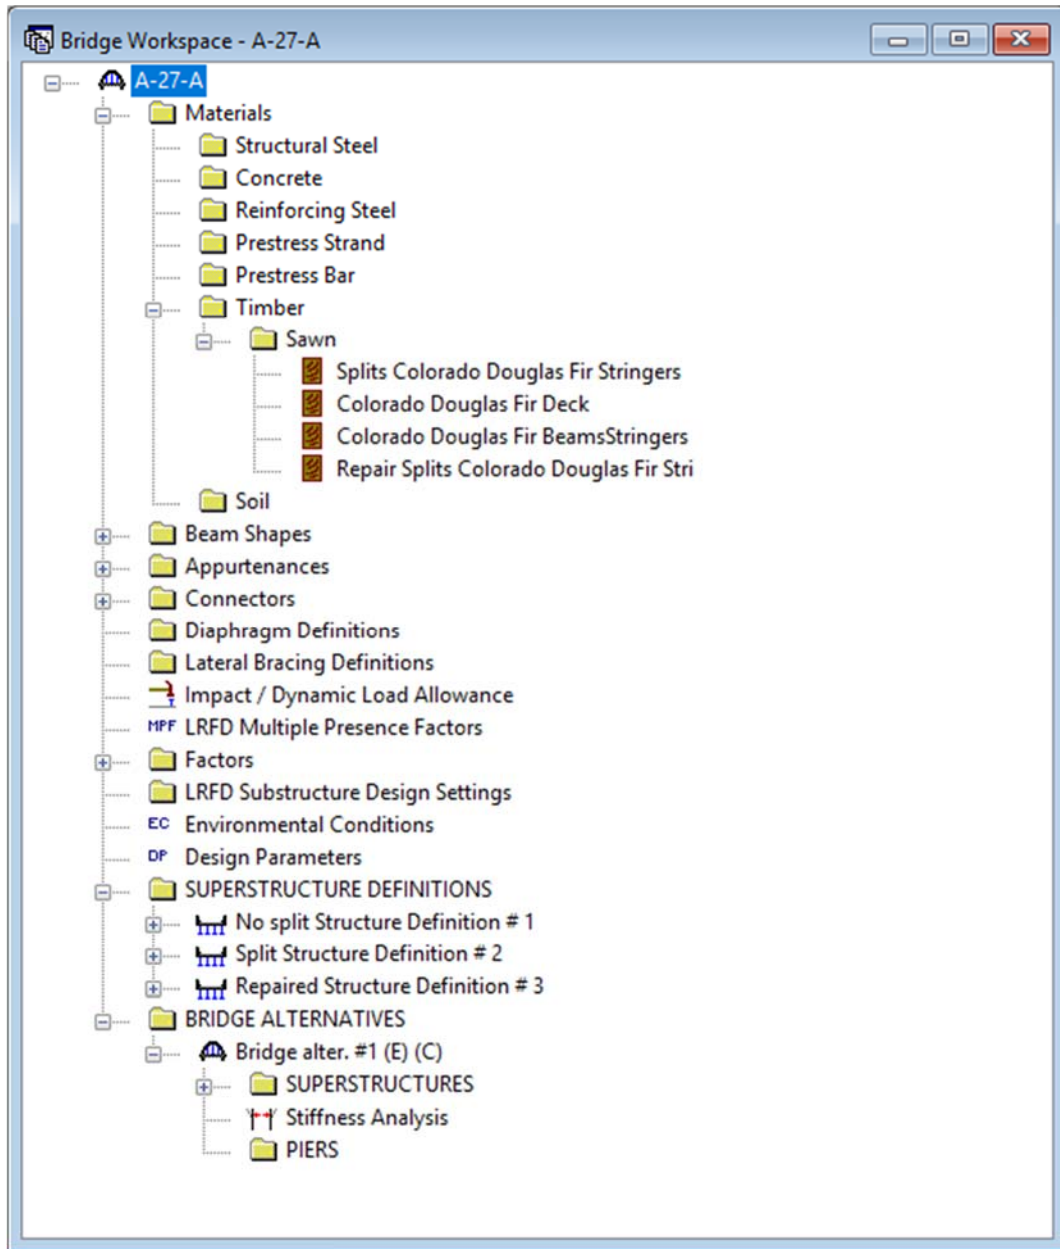 Bridge Workspace - A-27-A
A-27-A
Materials
Structural Steel
Concrete
Reinforcing Steel
Prestress Strand
Prestress Bar
Timber
Sawn
Splits Colorado Douglas Fir Stringers
Colorado Douglas Fir Deck
Colorado Douglas Fir BeamsStringers
Repair Splits Colorado Douglas Fir Stri
Soil
Beam Shapes
Appurtenances
Connectors
Diaphragm Definitions
Lateral Bracing Definitions
Impact / Dynamic Load Allowance
MPF LRFD Multiple Presence Factors
Factors
LRFD Substructure Design Settings
EC Environmental Conditions
DP Design Parameters
SUPERSTRUCTURE DEFINITIONS
No split Structure Definition # 1
Split Structure Definition # 2
Repaired Structure Definition # 3
BRIDGE ALTERNATIVES
Bridge alter. #1 (E) (C)
SUPERSTRUCTURES
Stiffness Analysis
PIERS